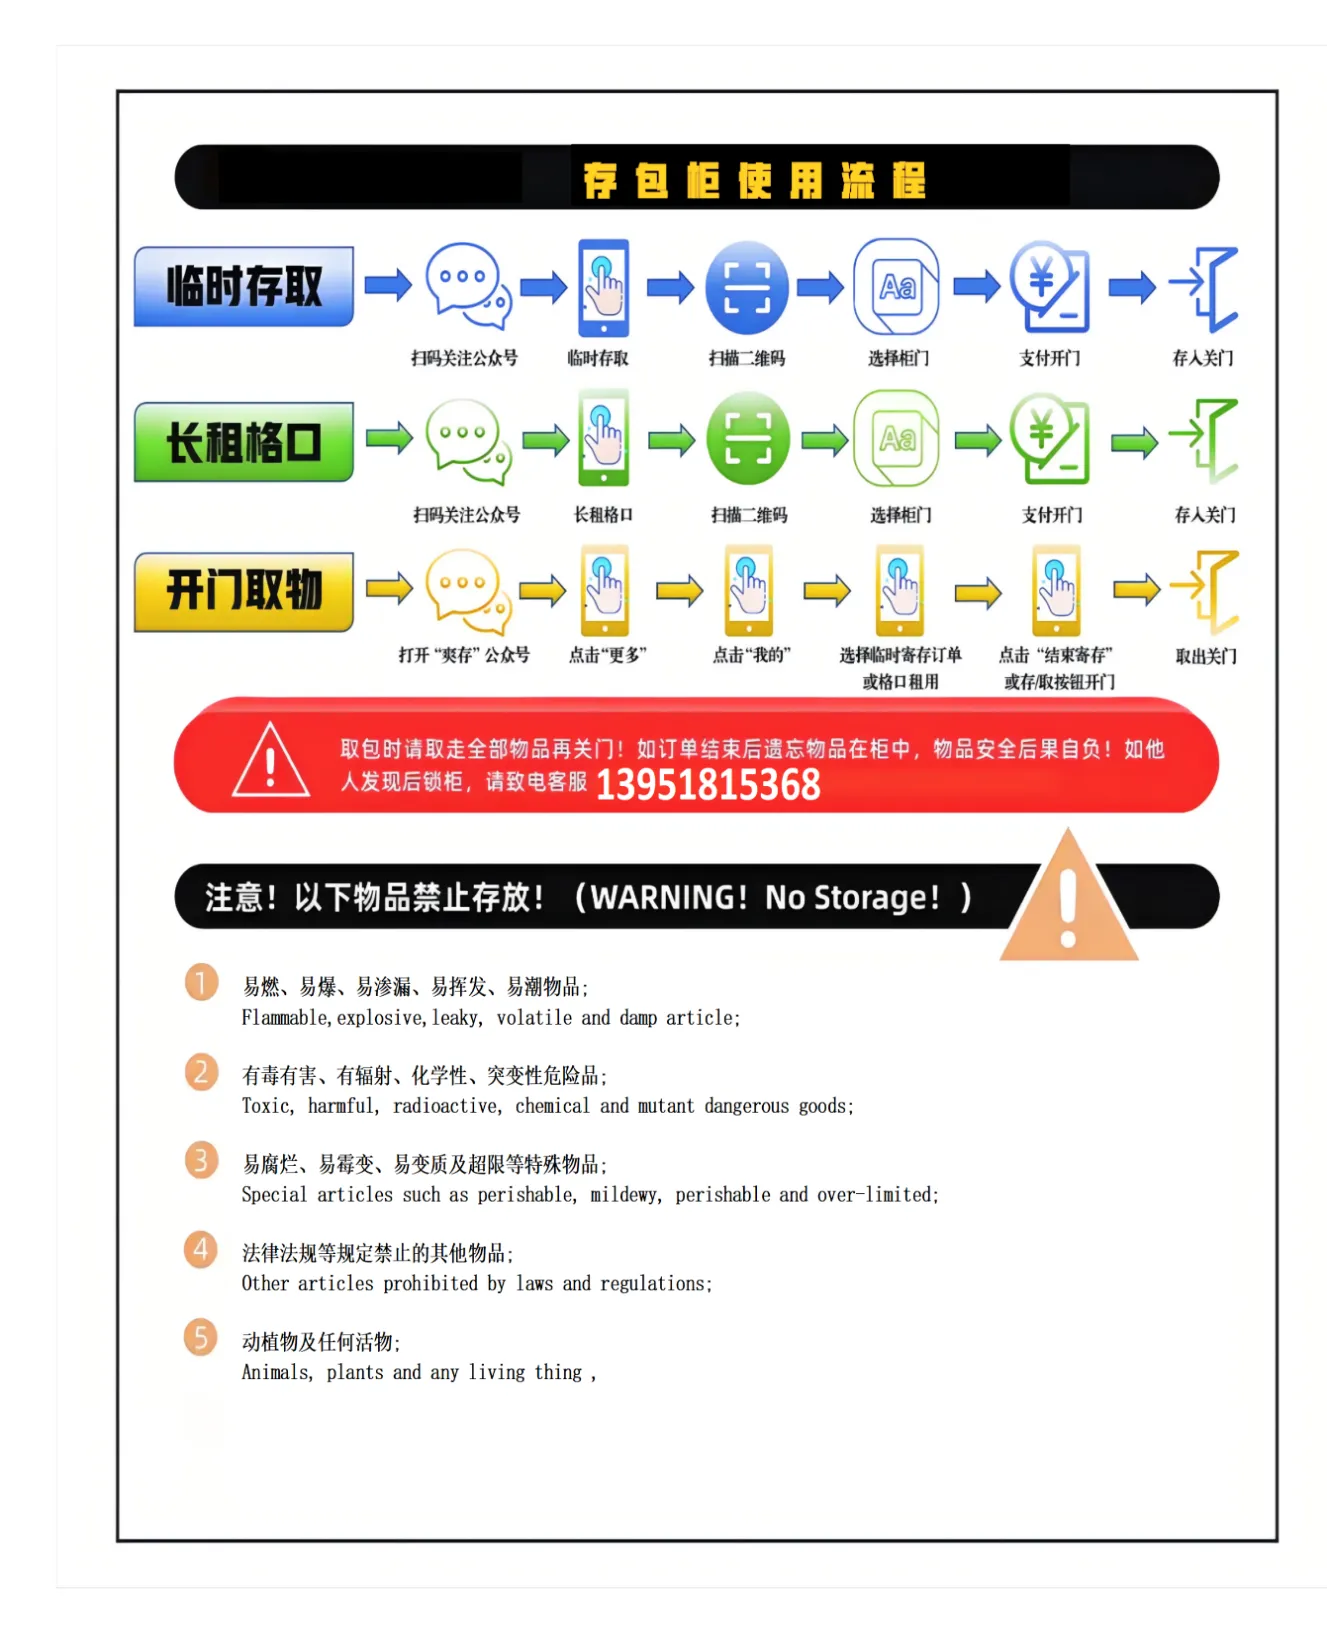 存包柜使用流程
临时存取
扫码关注公众号
临时存取
扫描二维码
Aa
选择柜门
¥
支付开门
存入关门
长租格口
扫码关注公众号
长租格口
扫描二维码
Aa
选择柜门
¥
支付开门
存入关门
开门取物
打开“爽存”公众号
点击“更多”
点击“我的”
选择临时寄存订单
或格口租用
点击“结束寄存”
或存/取按钮开门
取出关门
取包时请取走全部物品再关门！如订单结束后遗忘物品在柜中，物品安全后果自负！如他
人发现后锁柜，请致电客服 13951815368
注意！以下物品禁止存放！（WARNING！No Storage！）
1 易燃、易爆、易渗漏、易挥发、易潮物品;
Flammable,explosive,leaky, volatile and damp article;
2 有毒有害、有辐射、化学性、突变性危险品;
Toxic, harmful, radioactive, chemical and mutant dangerous goods;
3 易腐烂、易霉变、易变质及超限等特殊物品;
Special articles such as perishable, mildewy, perishable and over-limited;
4 法律法规等规定禁止的其他物品;
Other articles prohibited by laws and regulations;
5 动植物及任何活物;
Animals, plants and any living thing ,